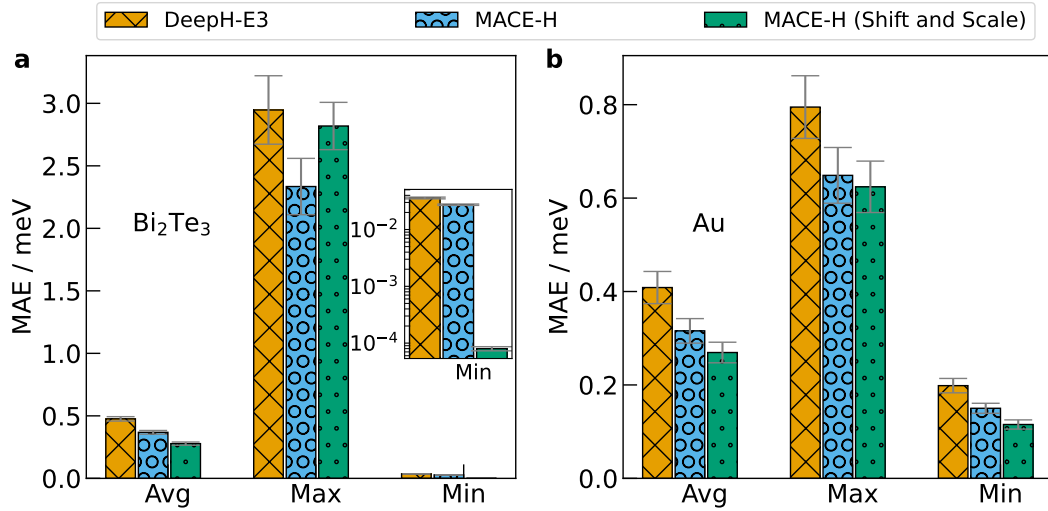 DeepH-E3 MACE-H MACE-H (Shift and Scale)
a
MAE / meV
3.0
2.5
2.0
1.5
1.0
0.5
0.0
Bi₂Te₃
10⁻²
10⁻³
10⁻⁴
Min
Avg Max Min
b
MAE / meV
0.8
0.6
0.4
0.2
0.0
Au
Avg Max Min